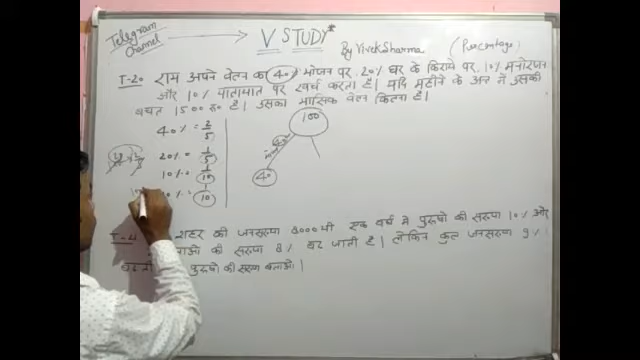 Telegram Channel
V STUDY
By Vivek Sharma
(Percentage)
T-20 राम अपने वेतन का 40% भोजन पर, 20% घर के किराये पर, 10% मनोरंजन
और 10% यातायात पर खर्च करता है। यदि महीने के अन्त में उसकी
बचत 1500 रु है। उसका मासिक वेतन कितना है।
40% = 2/5
20% = 1/5
10% = 1/10
10% = 1/10
100
40
T-21 शहर की जनसंख्या 8000 थी एक वर्ष में पुरुषों की संख्या 10% और
की संख्या 8% बढ़ जाती है। लेकिन कुल जनसंख्या 9%
पुरुषो की संख्या बताओ।